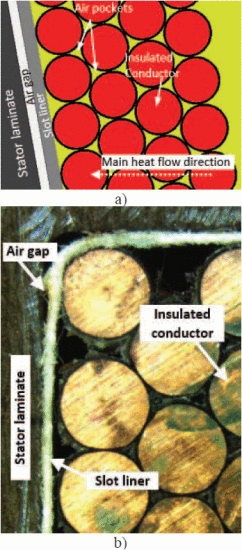 Air pockets
Insulated
Conductor
Stator laminate
Air gap
Slot liner
Main heat flow direction
a)
Air gap
Insulated
conductor
Stator laminate
Slot liner
b)